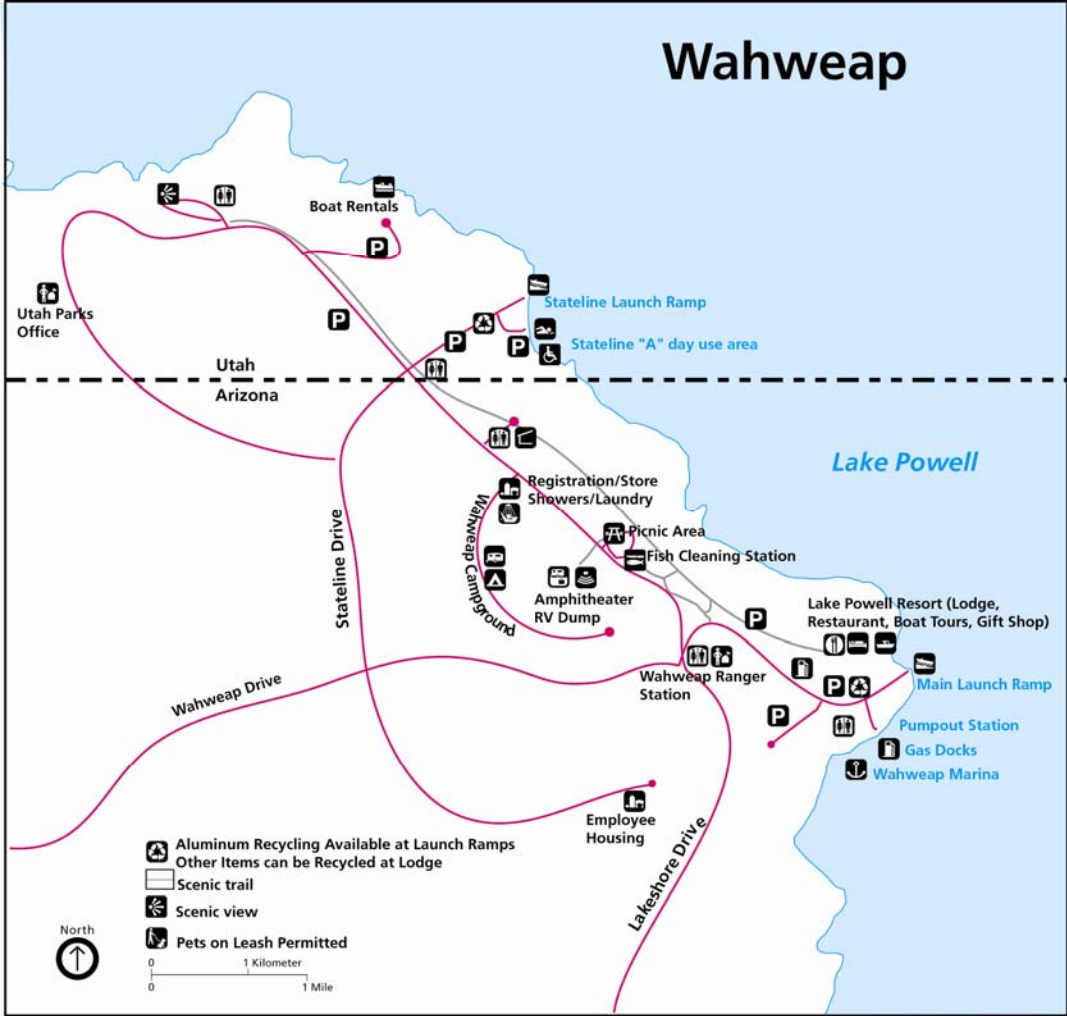 Wahweap
Boat Rentals
P
Utah Parks
Office
P
Stateline Launch Ramp
P
P
Stateline "A" day use area
Utah
Arizona
Lake Powell
Registration/Store
Showers/Laundry
Wahweap Campground
Picnic Area
Fish Cleaning Station
Stateline Drive
Amphitheater
RV Dump
P
Lake Powell Resort (Lodge,
Restaurant, Boat Tours, Gift Shop)
Wahweap Ranger
Station
P
Main Launch Ramp
Wahweap Drive
P
Pumpout Station
Gas Docks
Wahweap Marina
Employee
Housing
Lakeshore Drive
Aluminum Recycling Available at Launch Ramps
Other Items can be Recycled at Lodge
Scenic trail
Scenic view
Pets on Leash Permitted
North
0 1 Kilometer
0 1 Mile